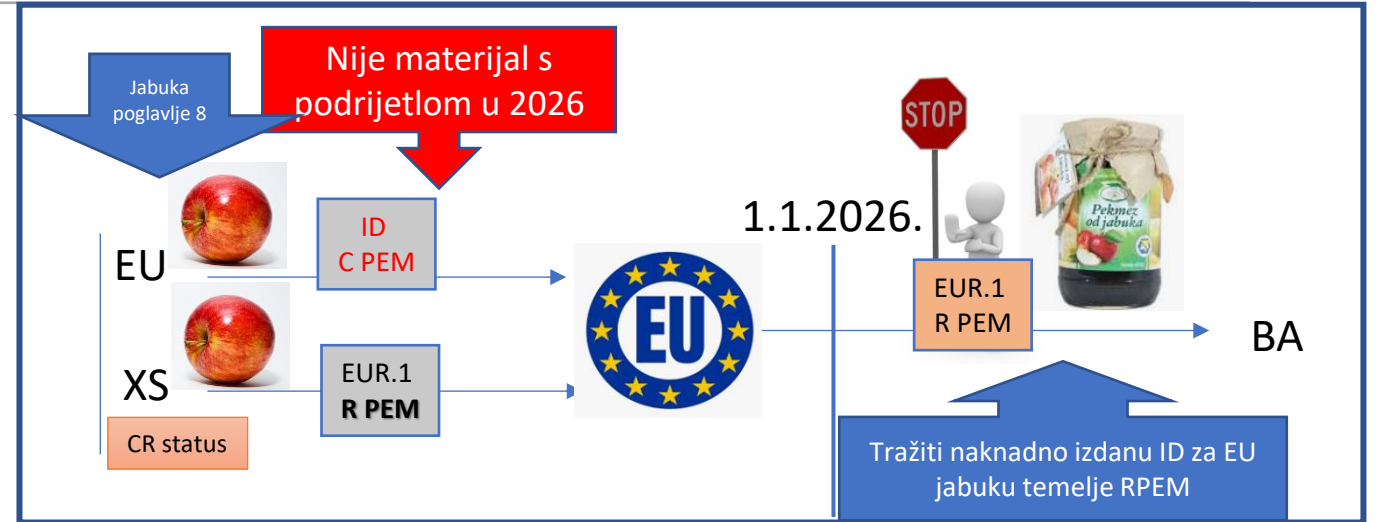 Jabuka
poglavlje 8
Nije materijal s
podrijetlom u 2026
EU
ID
C PEM
XS
EUR.1
R PEM
CR status
EU
1.1.2026.
STOP
EUR.1
R PEM
Pekmez
od jabuka
BA
Tražiti naknadno izdanu ID za EU
jabuku temelje RPEM